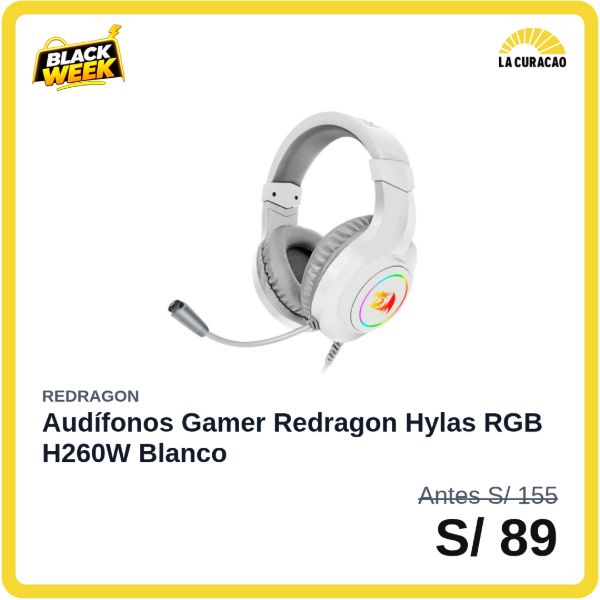 BLACK
WEEK
LA CURACAO
REDRAGON
Audífonos Gamer Redragon Hylas RGB
H260W Blanco
Antes S/ 155
S/ 89